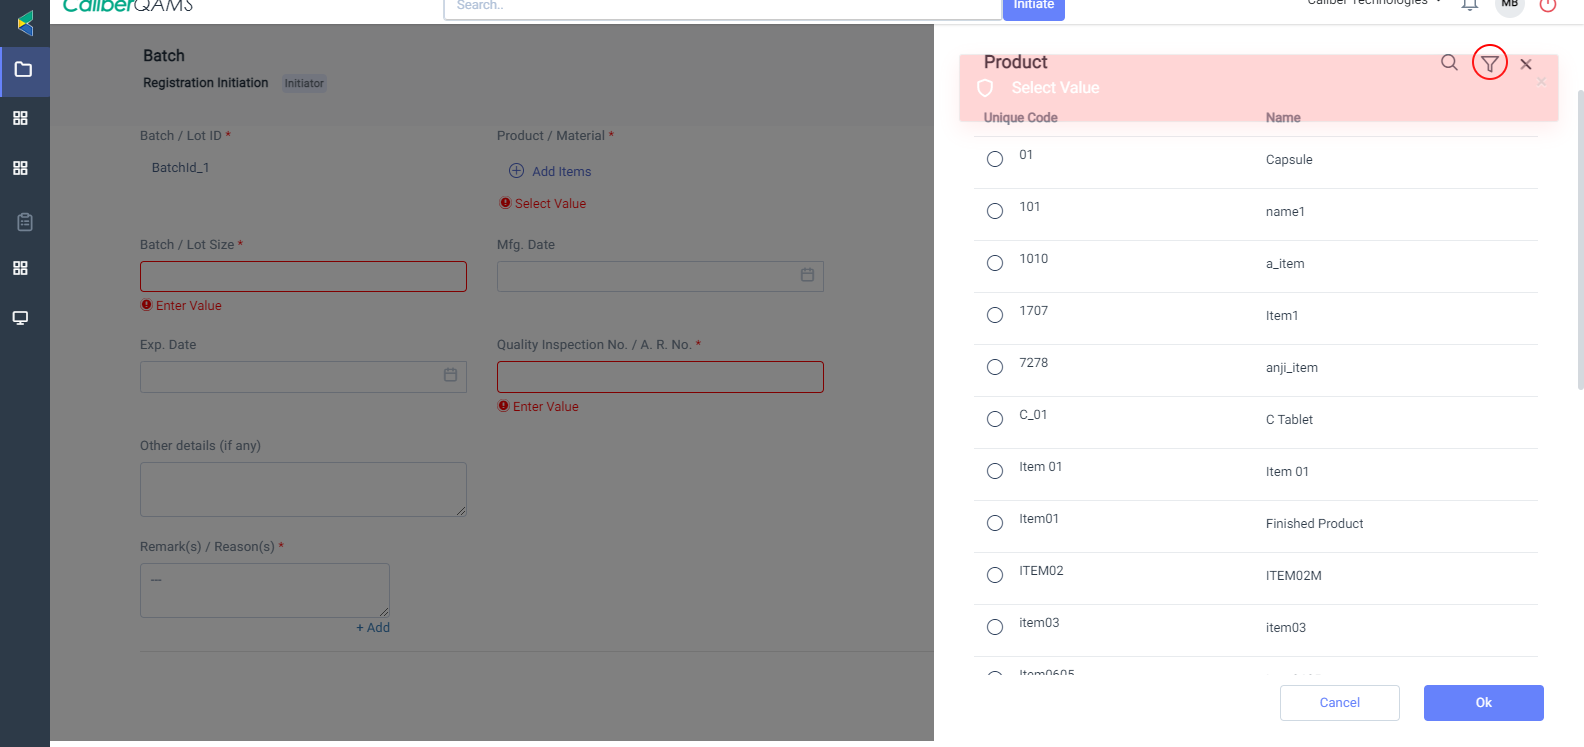 CaliberQAMS
Search..
Initiate
Caliber Technologies
MB
Batch
Registration Initiation Initiator
Batch / Lot ID *
BatchId_1
Product / Material *
Add Items
Select Value
Batch / Lot Size *
Enter Value
Mfg. Date
Exp. Date
Quality Inspection No. / A. R. No. *
Enter Value
Other details (if any)
Remark(s) / Reason(s) *
---
+ Add
Product
Select Value
Unique Code Name
01 Capsule
101 name1
1010 a_item
1707 Item1
7278 anji_item
C_01 C Tablet
Item 01 Item 01
Item01 Finished Product
ITEM02 ITEM02M
item03 item03
Item0605
Cancel
Ok